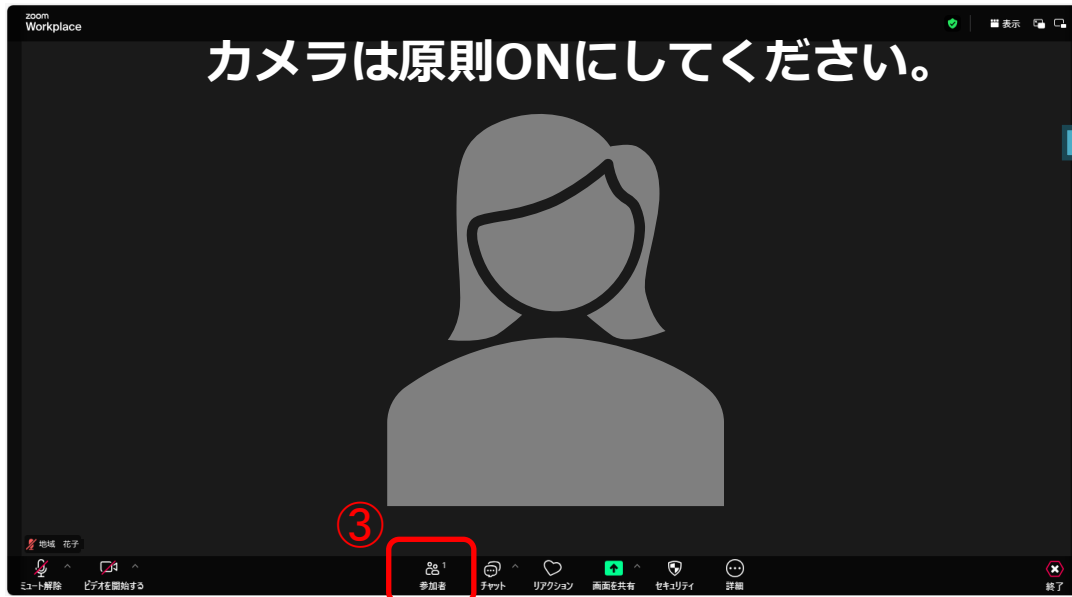 zoom
Workplace
表示
カメラは原則ONにしてください。
③
地域 花子
ミュート解除
ビデオを開始する
1
参加者
チャット
リアクション
画面を共有
セキュリティ
詳細
終了